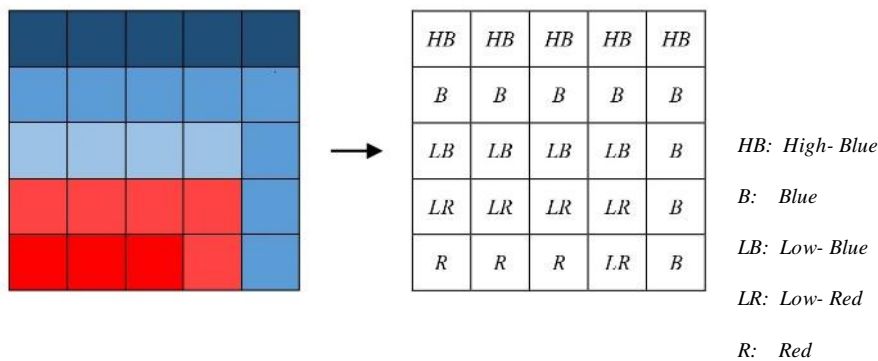 HB HB HB HB HB
B B B B B
LB LB LB LB B
LR LR LR LR B
R R R LR B
HB: High- Blue
B: Blue
LB: Low- Blue
LR: Low- Red
R: Red